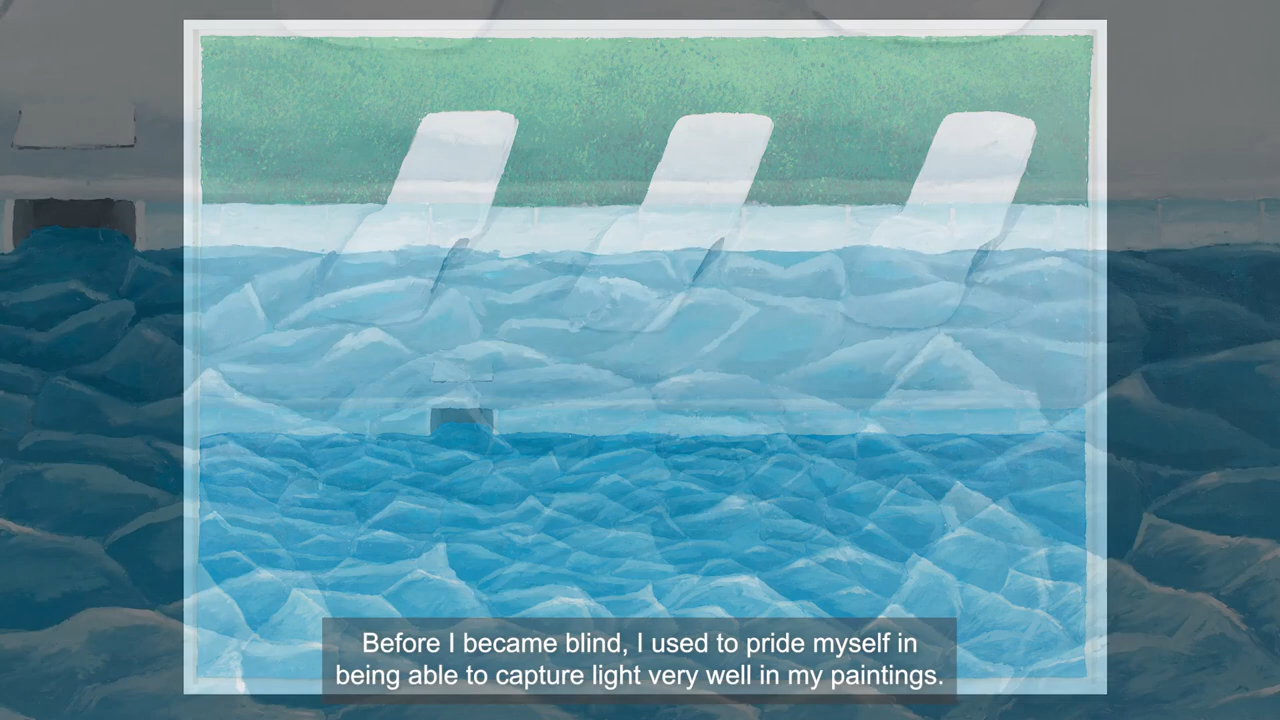 Before I became blind, I used to pride myself in
being able to capture light very well in my paintings.